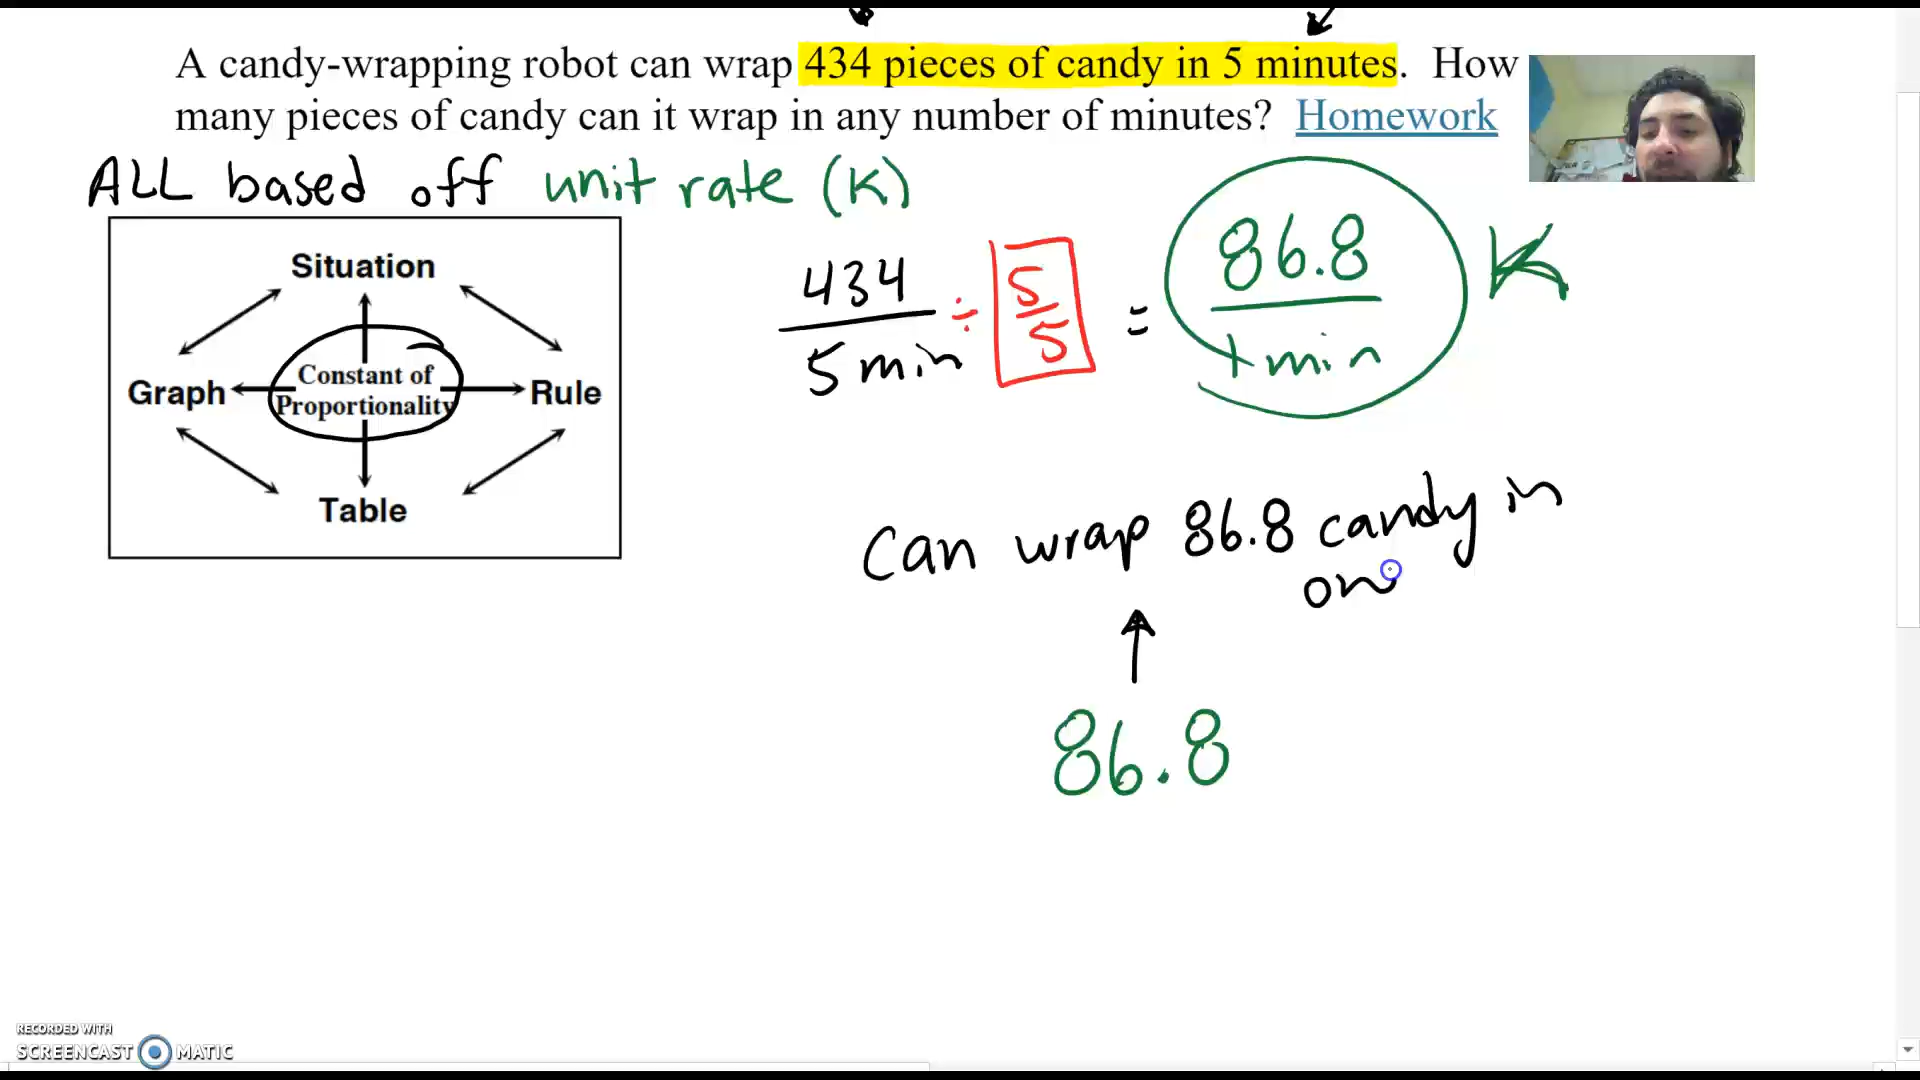 A candy-wrapping robot can wrap 434 pieces of candy in 5 minutes. How
many pieces of candy can it wrap in any number of minutes? Homework
ALL based off unit rate (K)
Situation
Graph
Constant of
Proportionality
Rule
Table
434
5 min
÷
5
5
=
86.8
1 min
K
Can wrap 86.8 candy in
on
86.8
RECORDED WITH
SCREENCAST MATIC